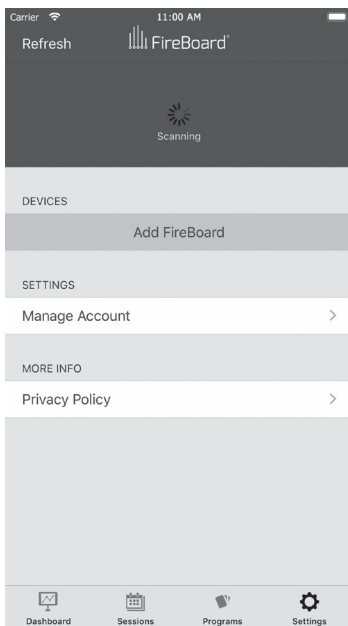 Carrier 11:00 AM
Refresh FireBoard
Scanning
DEVICES
Add FireBoard
SETTINGS
Manage Account
MORE INFO
Privacy Policy
Dashboard Sessions Programs Settings